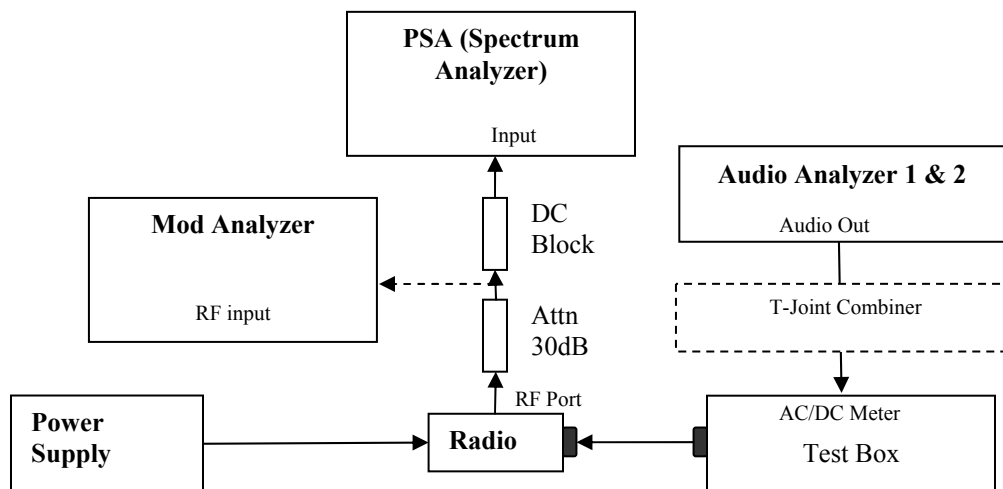 PSA (Spectrum
Analyzer)
Input
Audio Analyzer 1 & 2
Audio Out
Mod Analyzer
RF input
DC
Block
T-Joint Combiner
Attn
30dB
RF Port
Power
Supply
Radio
AC/DC Meter
Test Box